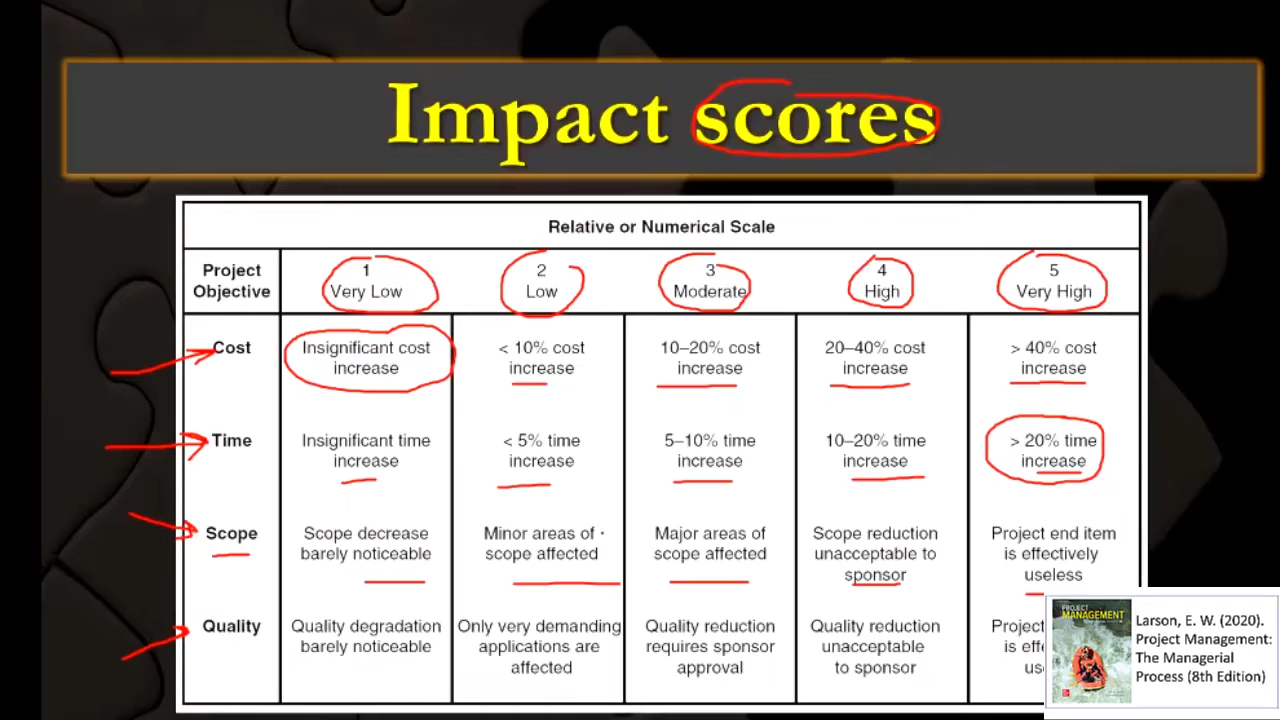 Impact scores
Relative or Numerical Scale
Project
Objective
1
Very Low
2
Low
3
Moderate
4
High
5
Very High
Cost
Insignificant cost
increase
< 10% cost
increase
10–20% cost
increase
20–40% cost
increase
> 40% cost
increase
Time
Insignificant time
increase
< 5% time
increase
5–10% time
increase
10–20% time
increase
> 20% time
increase
Scope
Scope decrease
barely noticeable
Minor areas of
scope affected
Major areas of
scope affected
Scope reduction
unacceptable to
sponsor
Project end item
is effectively
useless
Quality
Quality degradation
barely noticeable
Only very demanding
applications are
affected
Quality reduction
requires sponsor
approval
Quality reduction
unacceptable
to sponsor
Project
is
PROJECT
MANAGEMENT
Larson, E. W. (2020).
Project Management:
The Managerial
Process (8th Edition)